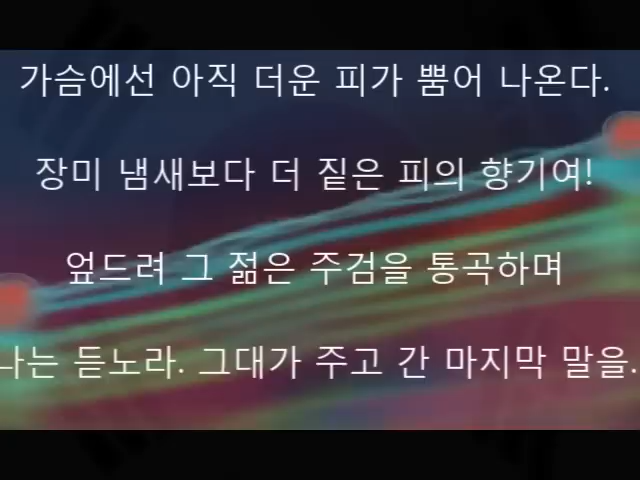 가슴에선 아직 더운 피가 뿜어 나온다.
장미 냄새보다 더 짙은 피의 향기여!
엎드려 그 젊은 주검을 통곡하며
나는 듣노라. 그대가 주고 간 마지막 말을.